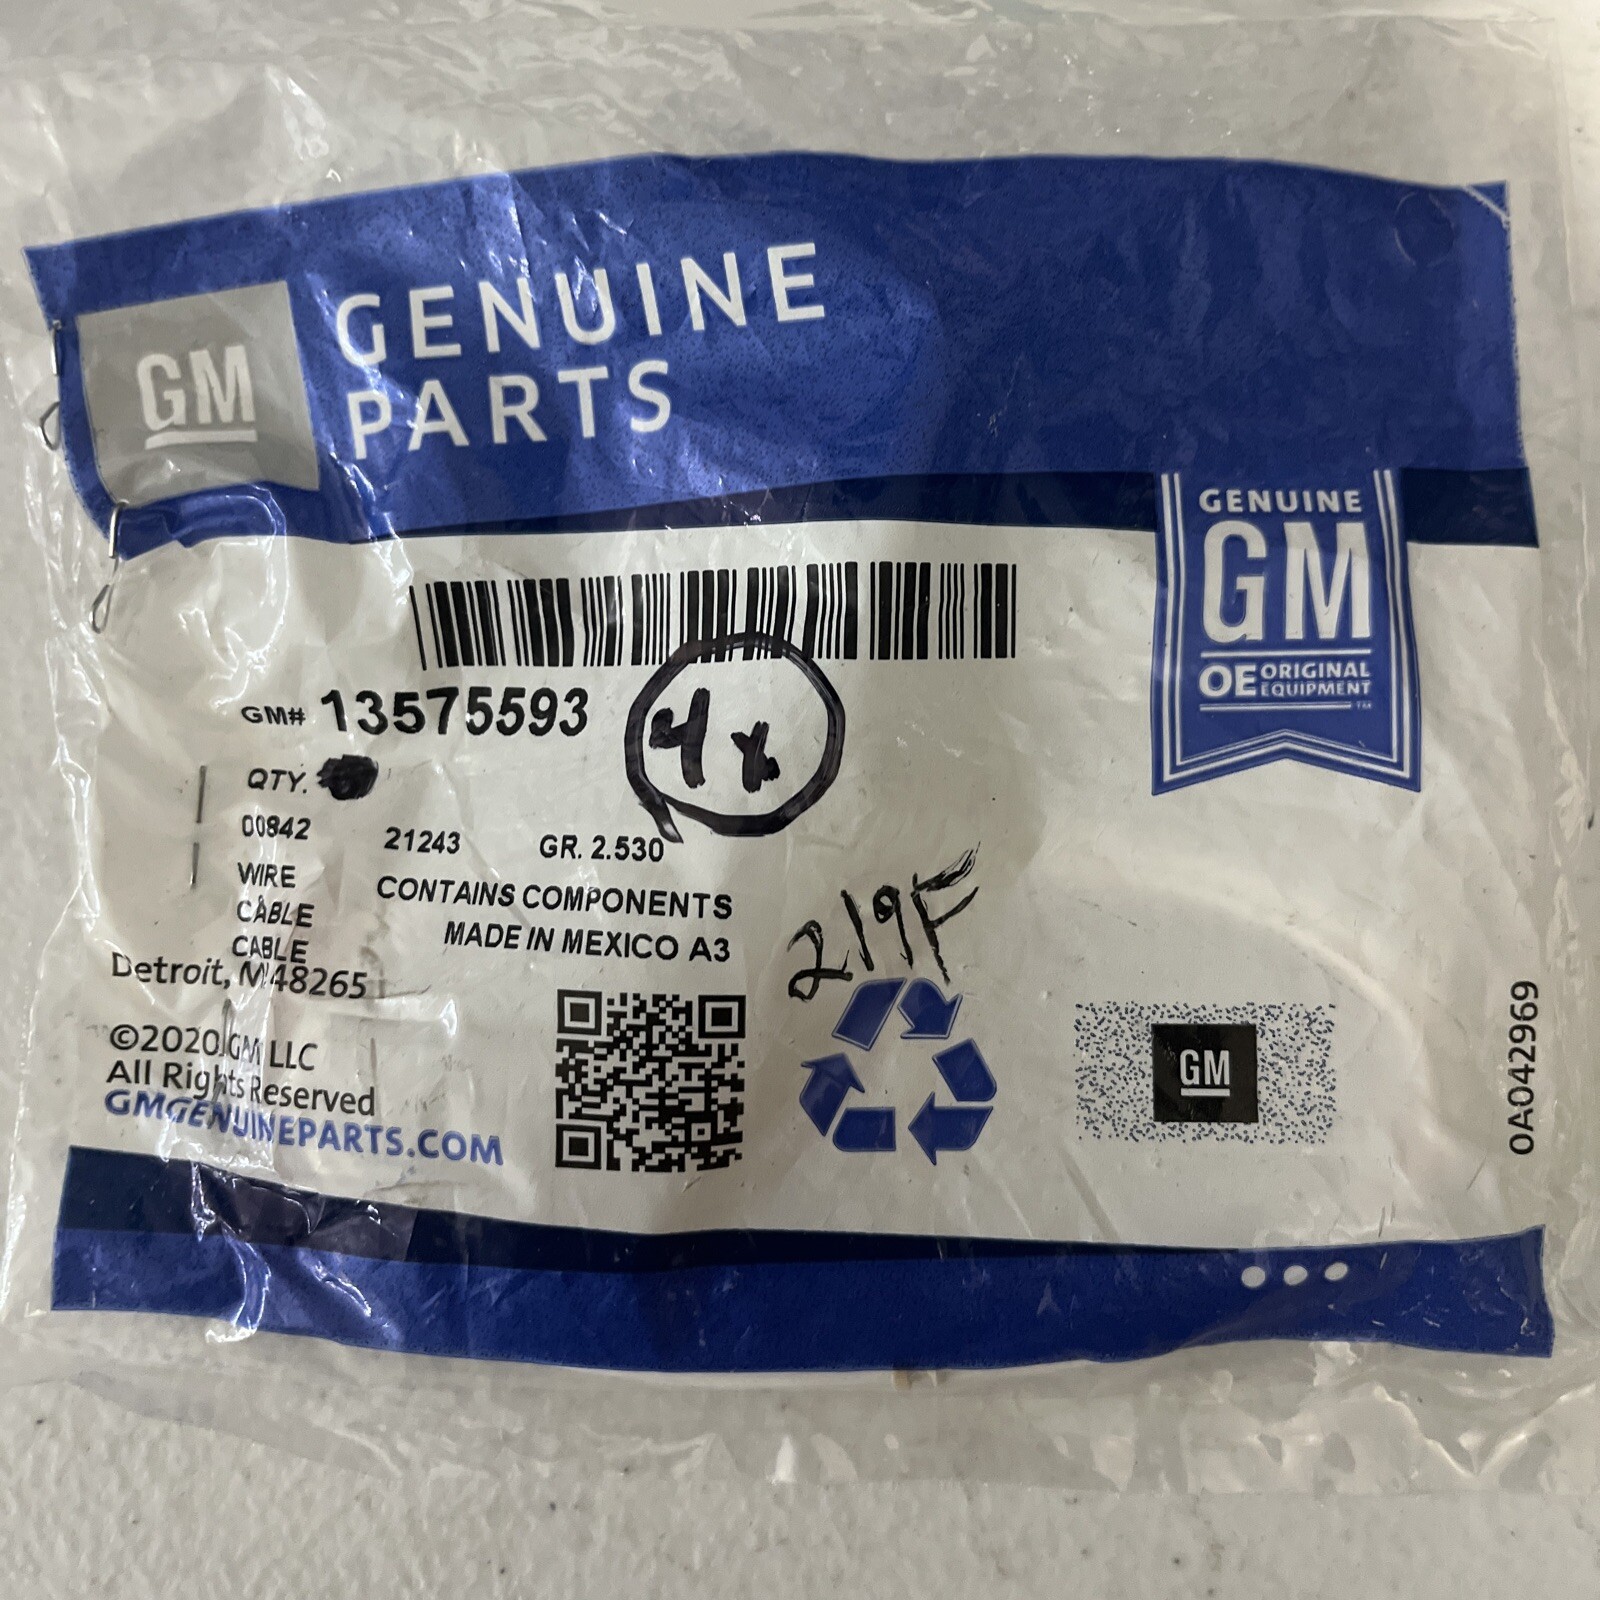 GM
GENUINE
PARTS
GENUINE
GM
OE ORIGINAL
EQUIPMENT
TM
GM# 13575593
4x
QTY.
00842 21243 GR. 2.530
WIRE
CABLE
CABLE
CONTAINS COMPONENTS
MADE IN MEXICO A3
219F
Detroit, MI 48265
©2020 GM LLC
All Rights Reserved
GMGENUINEPARTS.COM
GM
0A042969